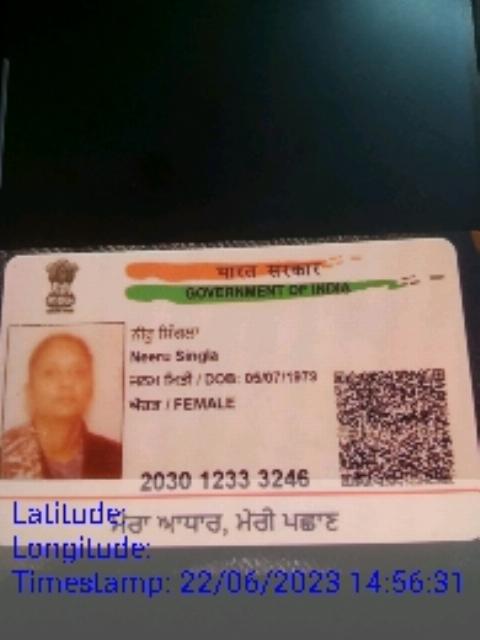 भारत सरकार
GOVERNMENT OF INDIA
ਨੀਰੂ ਸਿੰਗਲਾ
Neeru Singla
ਜਨਮ ਮਿਤੀ / DOB: 05/07/1979
ਔਰਤ / FEMALE
2030 1233 3246
ਮੇਰਾ ਆਧਾਰ, ਮੇਰੀ ਪਛਾਣ
Latitude:
Longitude:
Timestamp: 22/06/2023 14:56:31